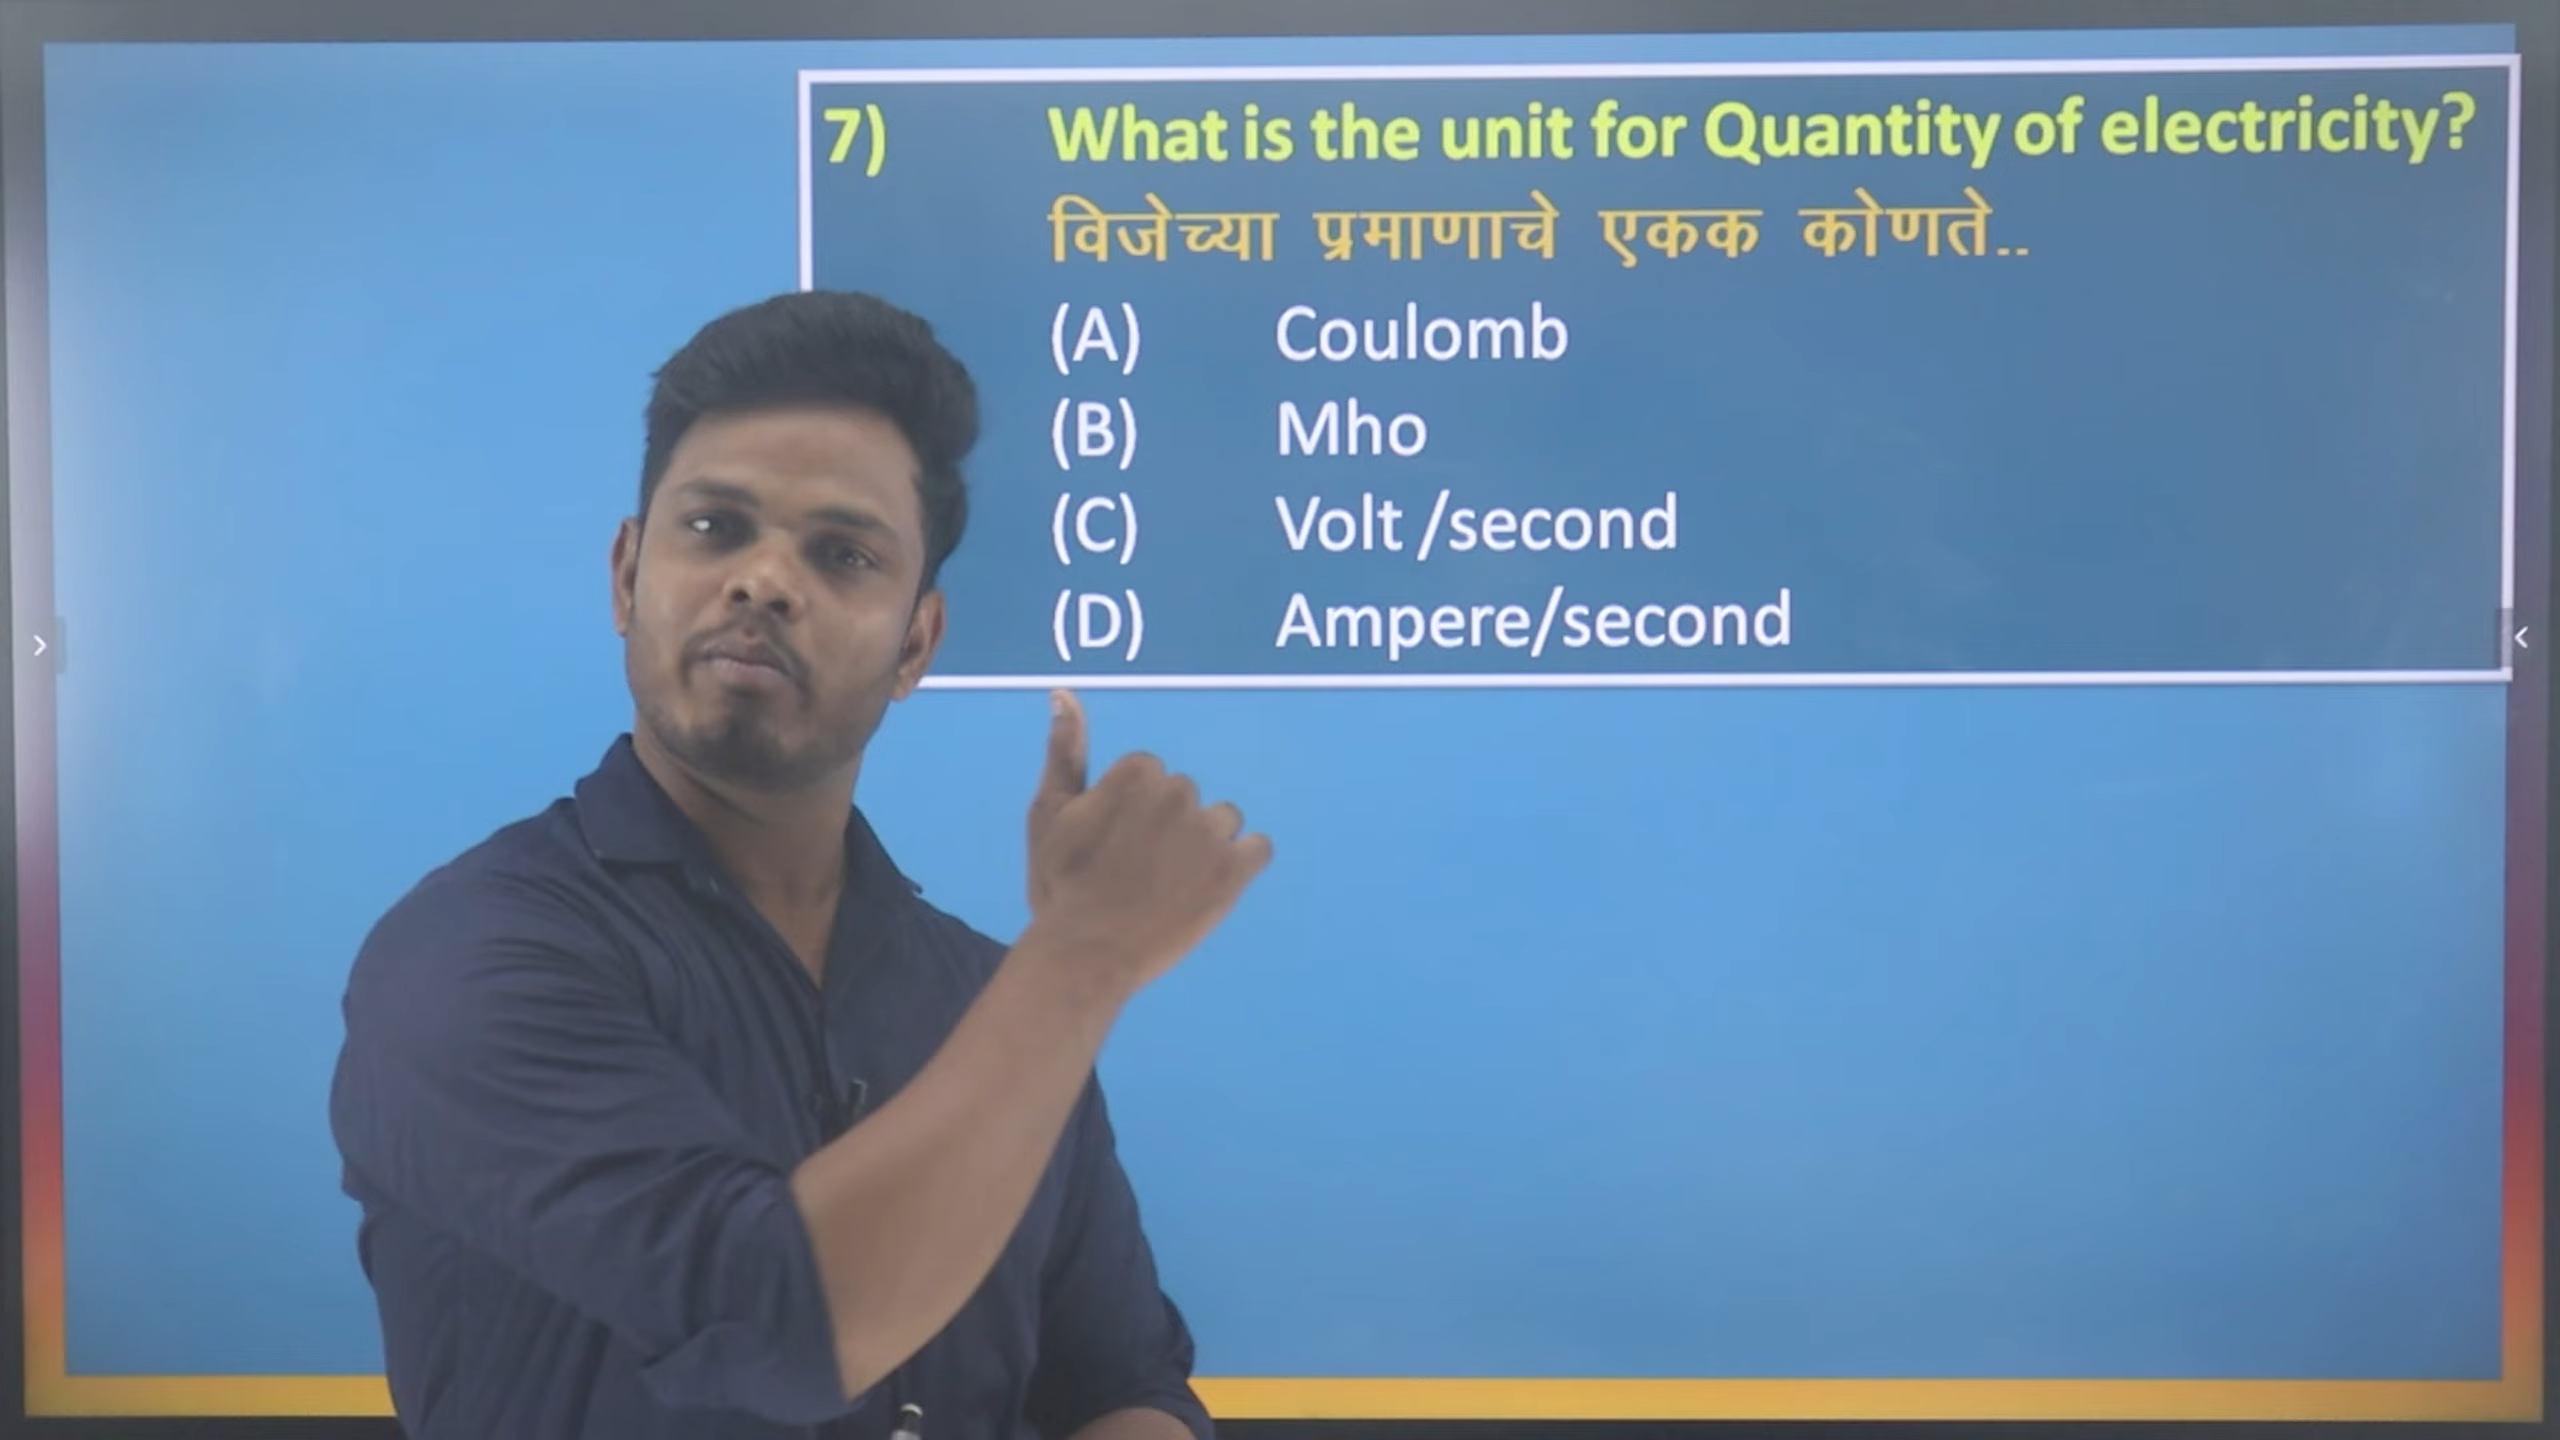 7) What is the unit for Quantity of electricity?
विजेच्या प्रमाणाचे एकक कोणते..
(A) Coulomb
(B) Mho
(C) Volt /second
(D) Ampere/second